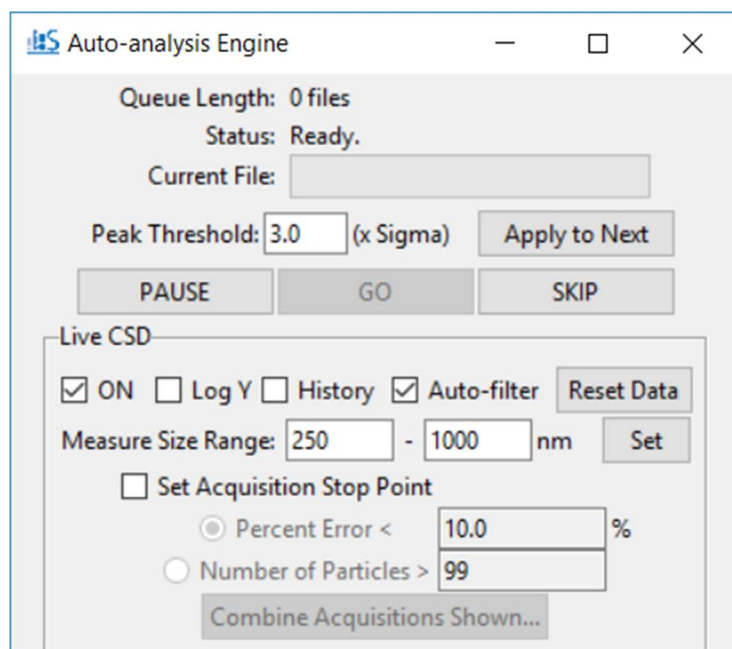 Auto-analysis Engine
Queue Length: 0 files
Status: Ready.
Current File:
Peak Threshold: 3.0 (x Sigma) Apply to Next
PAUSE GO SKIP
Live CSD
ON Log Y History Auto-filter Reset Data
Measure Size Range: 250 - 1000 nm Set
Set Acquisition Stop Point
Percent Error < 10.0 %
Number of Particles > 99
Combine Acquisitions Shown...